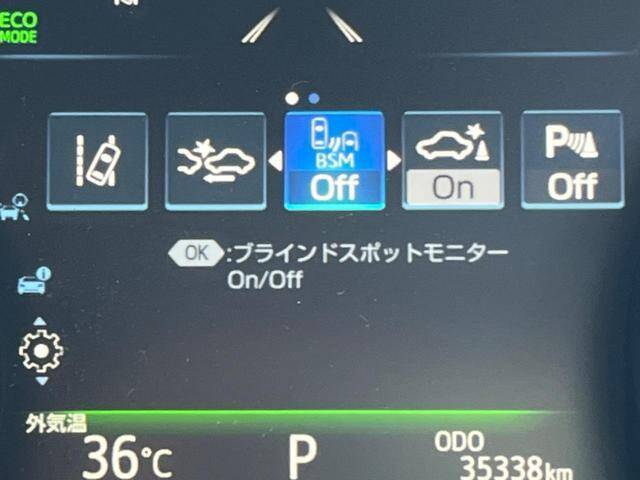 ECO
MODE
BSM
Off
On
P
Off
OK :ブラインドスポットモニター
On/Off
外気温
36℃
P
ODO
35338km